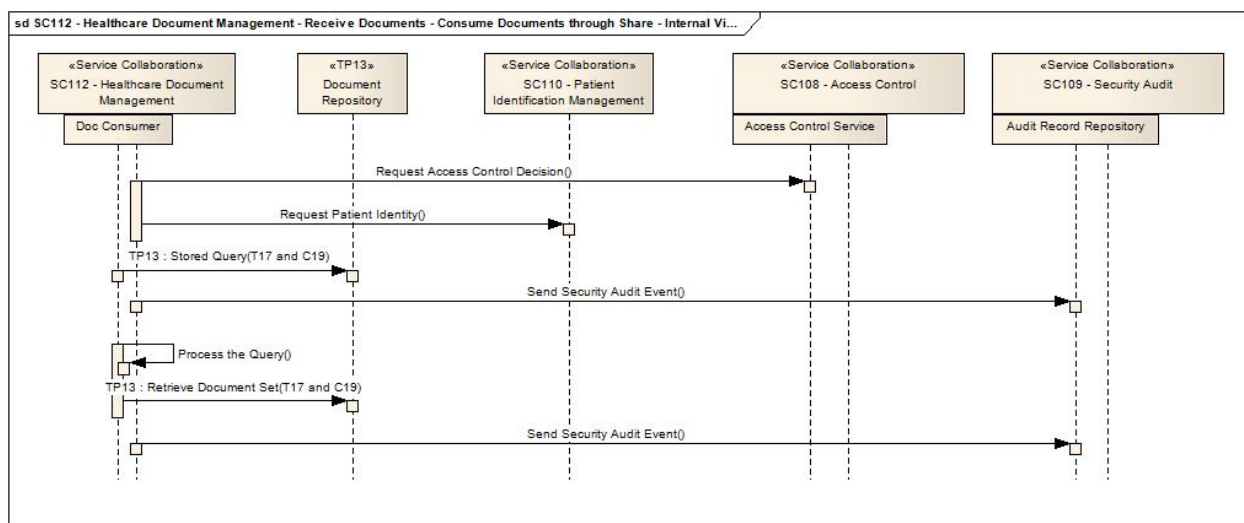 sd SC112 - Healthcare Document Management - Receive Documents - Consume Documents through Share - Internal Vi...
«Service Collaboration»
SC112 - Healthcare Document
Management
Doc Consumer
«TP13»
Document
Repository
«Service Collaboration»
SC110 - Patient
Identification Management
«Service Collaboration»
SC108 - Access Control
Access Control Service
«Service Collaboration»
SC109 - Security Audit
Audit Record Repository
Request Access Control Decision()
Request Patient Identity()
TP13 : Stored Query(T17 and C19)
Send Security Audit Event()
Process the Query()
TP13 : Retrieve Document Set(T17 and C19)
Send Security Audit Event()